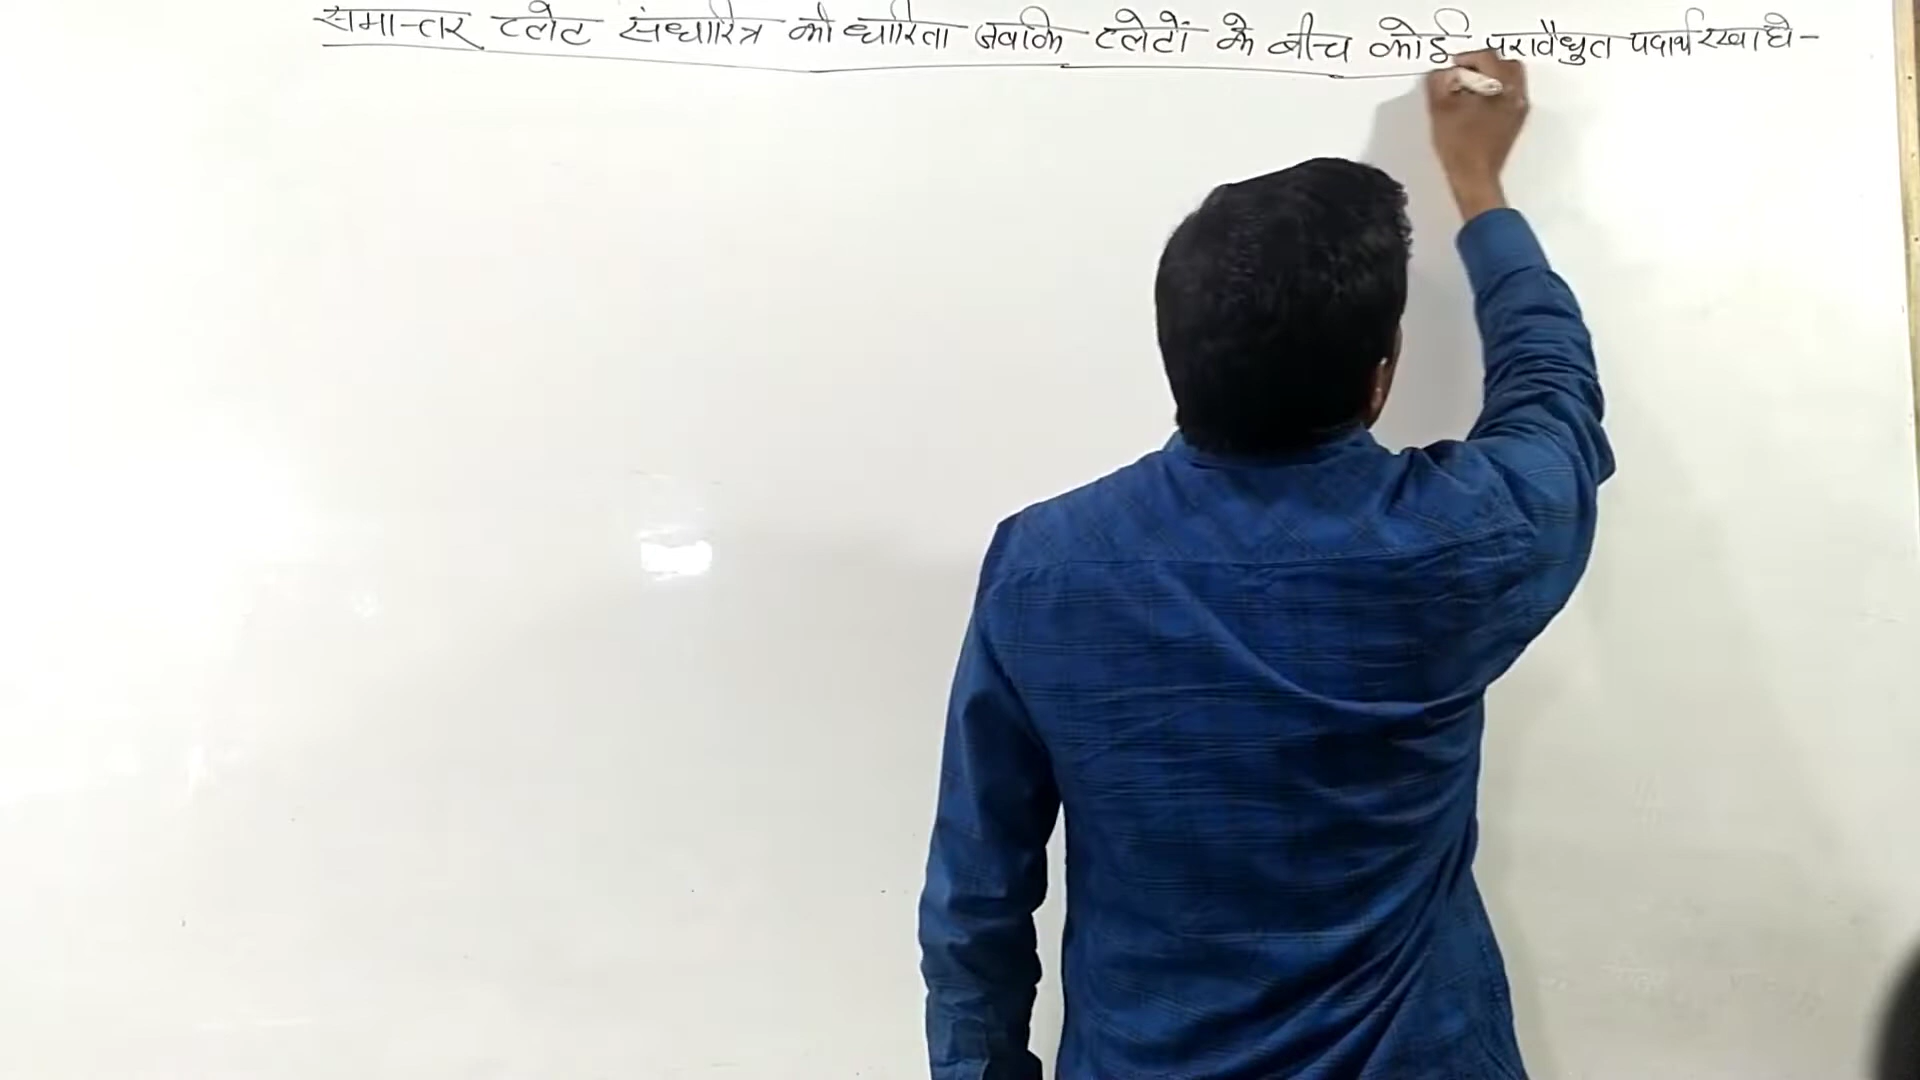 समान्तर प्लेट संधारित्र की धारिता जबकि प्लेटों के बीच कोई परावैधुत पदार्थ रखा हो -